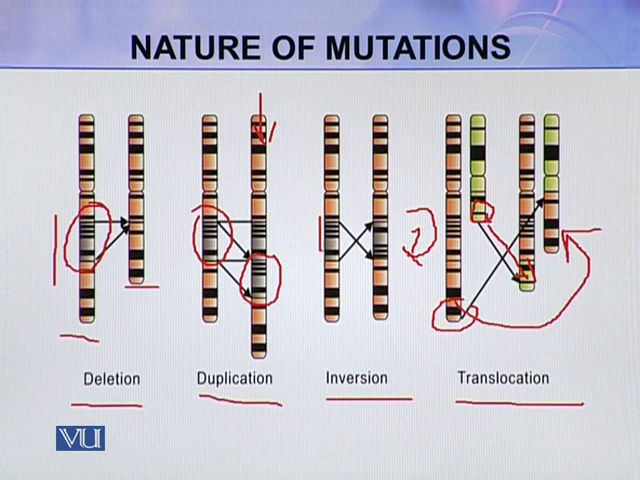 NATURE OF MUTATIONS
Deletion
Duplication
Inversion
Translocation
VU